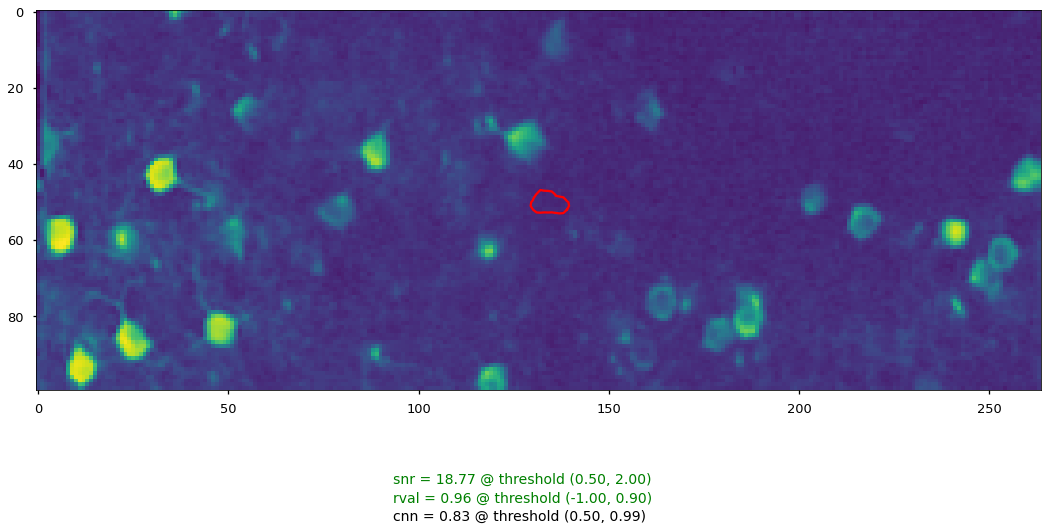 0
20
40
60
80
0 50 100 150 200 250
snr = 18.77 @ threshold (0.50, 2.00)
rval = 0.96 @ threshold (-1.00, 0.90)
cnn = 0.83 @ threshold (0.50, 0.99)